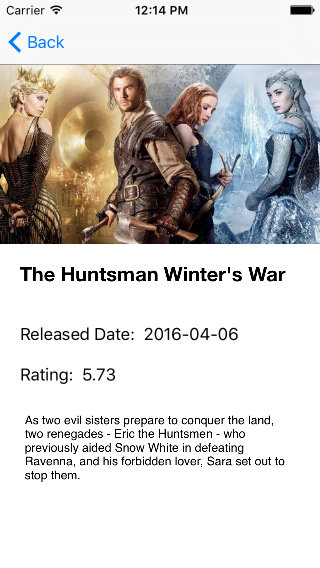 Carrier 12:14 PM
Back
The Huntsman Winter's War
Released Date: 2016-04-06
Rating: 5.73
As two evil sisters prepare to conquer the land,
two renegades - Eric the Huntsmen - who
previously aided Snow White in defeating
Ravenna, and his forbidden lover, Sara set out to
stop them.